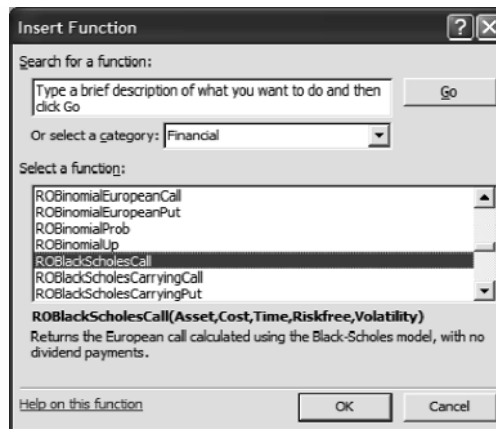 Insert Function
Search for a function:
Type a brief description of what you want to do and then
click Go
Go
Or select a category: Financial
Select a function:
ROBinomialEuropeanCall
ROBinomialEuropeanPut
ROBinomialProb
ROBinomialUp
ROBlackScholesCall
ROBlackScholesCarryingCall
ROBlackScholesCarryingPut
ROBlackScholesCall(Asset,Cost,Time,Riskfree,Volatility)
Returns the European call calculated using the Black-Scholes model, with no
dividend payments.
Help on this function
OK
Cancel